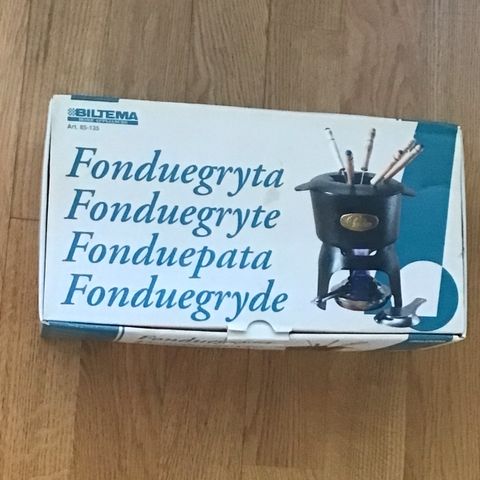 BILTEMA
Art. 85-135
Fonduegryta
Fonduegryte
Fonduepata
Fonduegryde